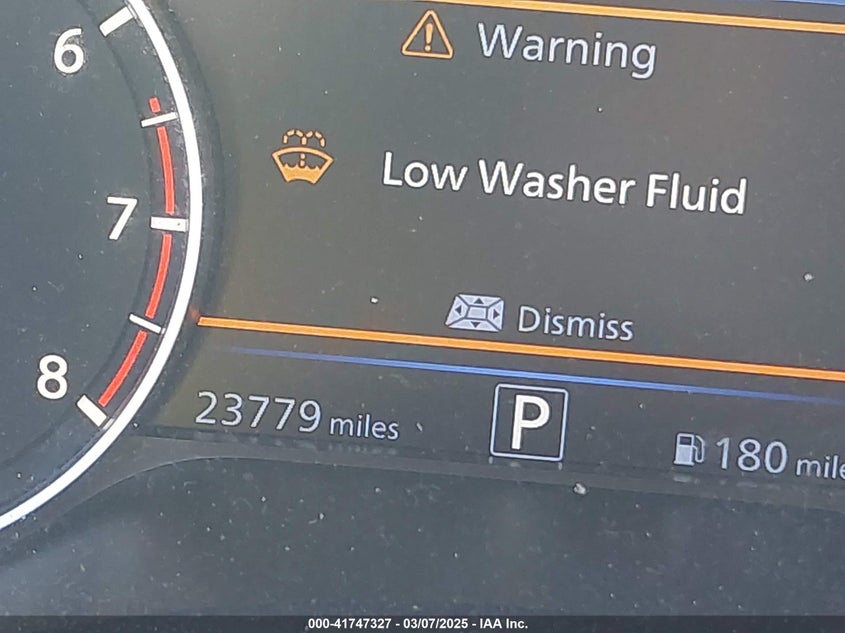 6
Warning
Low Washer Fluid
7
Dismiss
8
23779 miles
P
180 mile
000-41747327 - 03/07/2025 - IAA Inc.